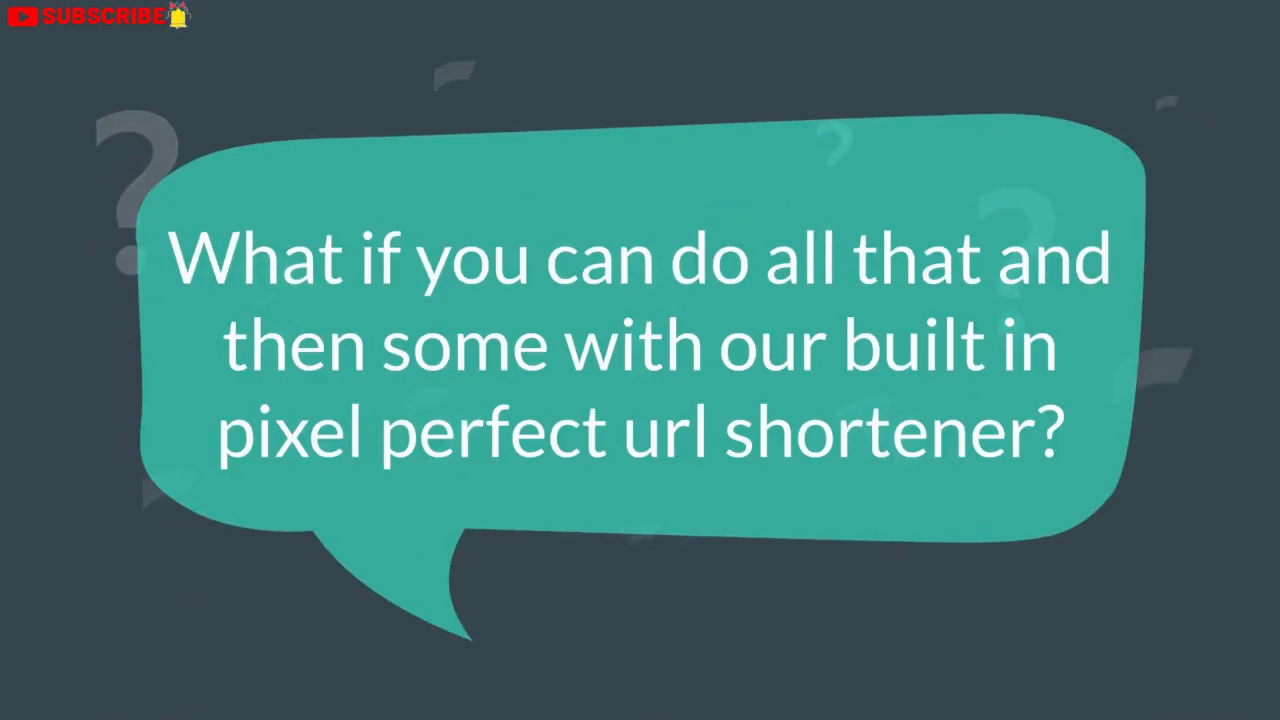 SUBSCRIBE
What if you can do all that and
then some with our built in
pixel perfect url shortener?